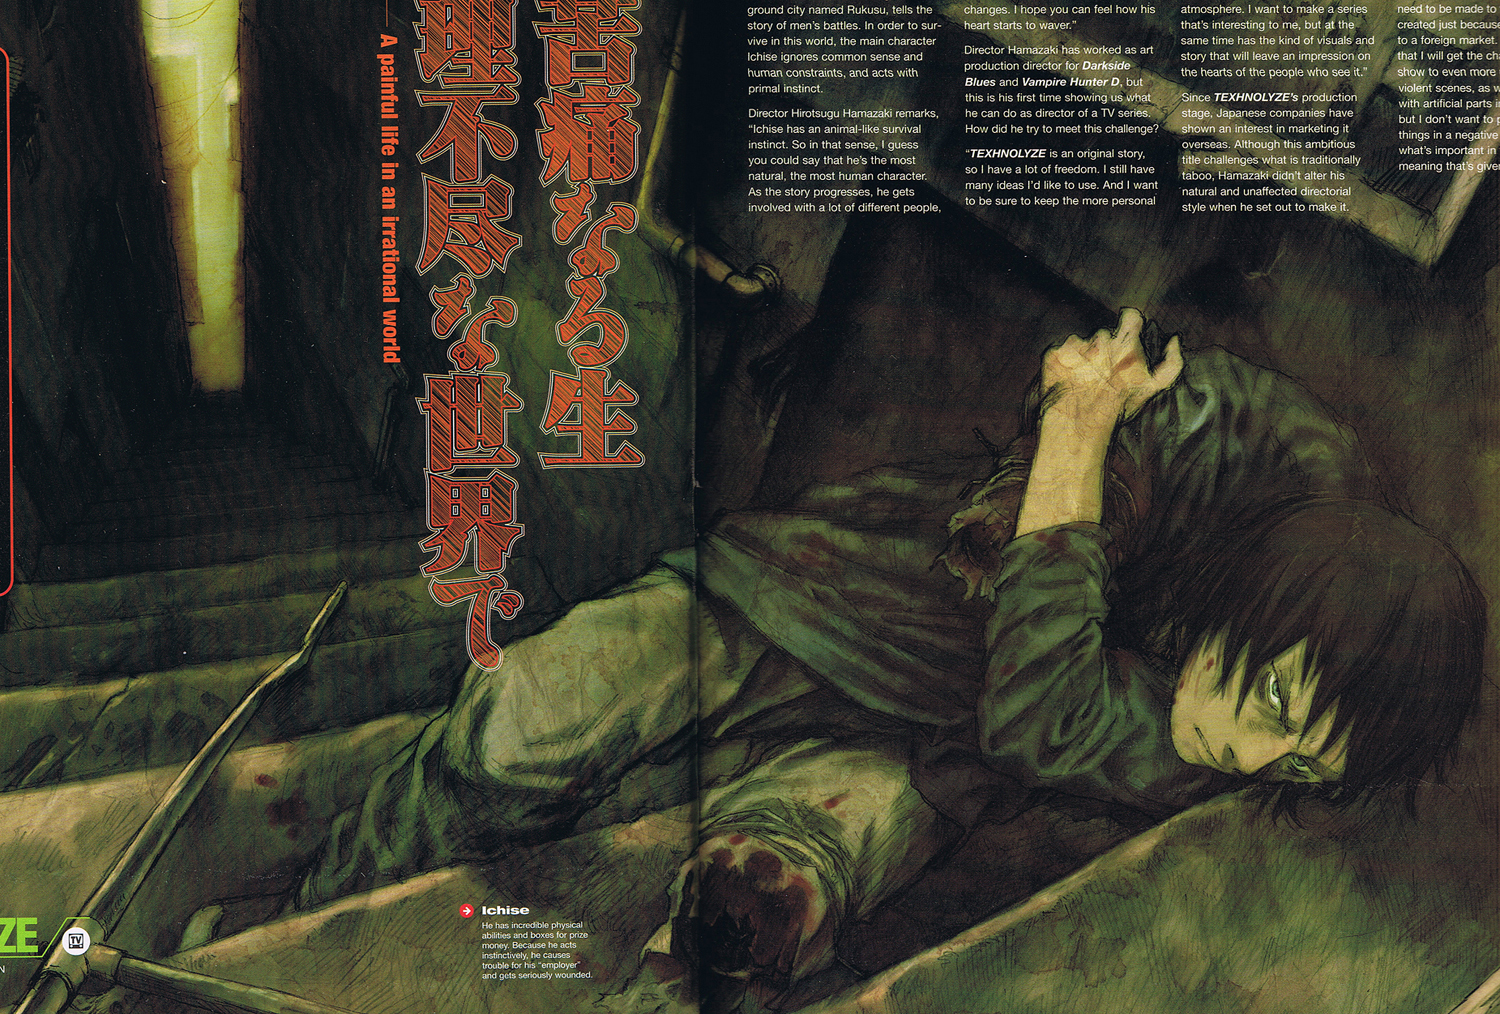 苦痛なる生
理不尽な世界で
A painful life in an irrational world
ground city named Rukusu, tells the
story of men's battles. In order to sur-
vive in this world, the main character
Ichise ignores common sense and
human constraints, and acts with
primal instinct.
Director Hirotsugu Hamazaki remarks,
“Ichise has an animal-like survival
instinct. So in that sense, I guess
you could say that he's the most
natural, the most human character.
As the story progresses, he gets
involved with a lot of different people,
changes. I hope you can feel how his
heart starts to waver.”
Director Hamazaki has worked as art
production director for Darkside
Blues and Vampire Hunter D, but
this is his first time showing us what
he can do as director of a TV series.
How did he try to meet this challenge?
“TEXHNOLYZE is an original story,
so I have a lot of freedom. I still have
many ideas I'd like to use. And I want
to be sure to keep the more personal
atmosphere. I want to make a series
that's interesting to me, but at the
same time has the kind of visuals and
story that will leave an impression on
the hearts of the people who see it.”
Since TEXHNOLYZE's production
stage, Japanese companies have
shown an interest in marketing it
overseas. Although this ambitious
title challenges what is traditionally
taboo, Hamazaki didn't alter his
natural and unaffected directorial
style when he set out to make it.
need to be made to
created just because
to a foreign market.
that I will get the cha
show to even more
violent scenes, as w
with artificial parts i
but I don't want to p
things in a negative
what's important in
meaning that's give
Ichise
He has incredible physical
abilities and boxes for prize
money. Because he acts
instinctively, he causes
trouble for his “employer”
and gets seriously wounded.
ZE
TV
N